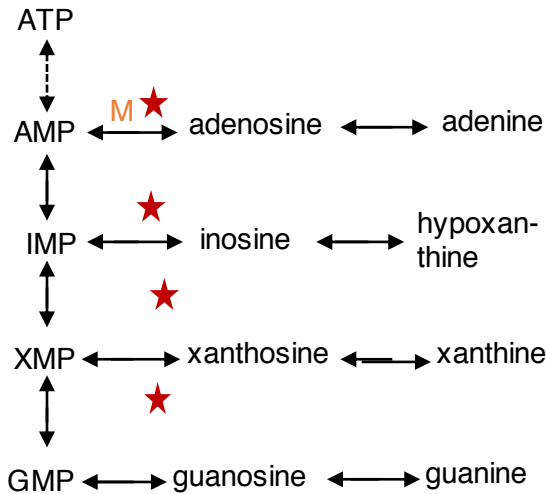 ATP
M
AMP adenosine adenine
IMP inosine hypoxan-
thine
XMP xanthosine xanthine
GMP guanosine guanine